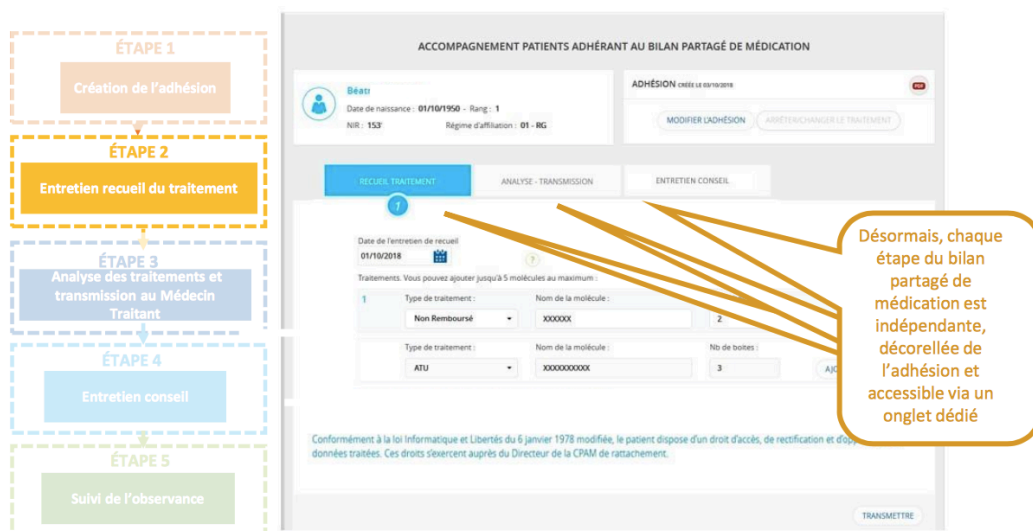 ÉTAPE 1
Création de l'adhésion
ÉTAPE 2
Entretien recueil du traitement
ÉTAPE 3
Analyse des traitements et
transmission au Médecin
Traitant
ÉTAPE 4
Entretien conseil
ÉTAPE 5
Suivi de l'observance
ACCOMPAGNEMENT PATIENTS ADHÉRANT AU BILAN PARTAGÉ DE MÉDICATION
Béatr
Date de naissance : 01/10/1950 - Rang : 1
NIR : 153 Régime d'affiliation : 01 - RG
ADHÉSION CRÉÉE LE 03/10/2018
PDF
MODIFIER L'ADHÉSION
ARRÊTER/CHANGER LE TRAITEMENT
RECUEIL TRAITEMENT
ANALYSE - TRANSMISSION
ENTRETIEN CONSEIL
1
Date de l'entretien de recueil
01/10/2018
?
Traitements. Vous pouvez ajouter jusqu'à 5 molécules au maximum :
1 Type de traitement : Nom de la molécule :
Non Remboursé XXXXXX 2
Type de traitement : Nom de la molécule : Nb de boites :
ATU XXXXXXXXXX 3
Conformément à la loi Informatique et Libertés du 6 janvier 1978 modifiée, le patient dispose d'un droit d'accès, de rectification et
données traitées. Ces droits s'exercent auprès du Directeur de la CPAM de rattachement.
TRANSMETTRE
Désormais, chaque
étape du bilan
partagé de
médication est
indépendante,
décorellée de
l'adhésion et
accessible via un
onglet dédié